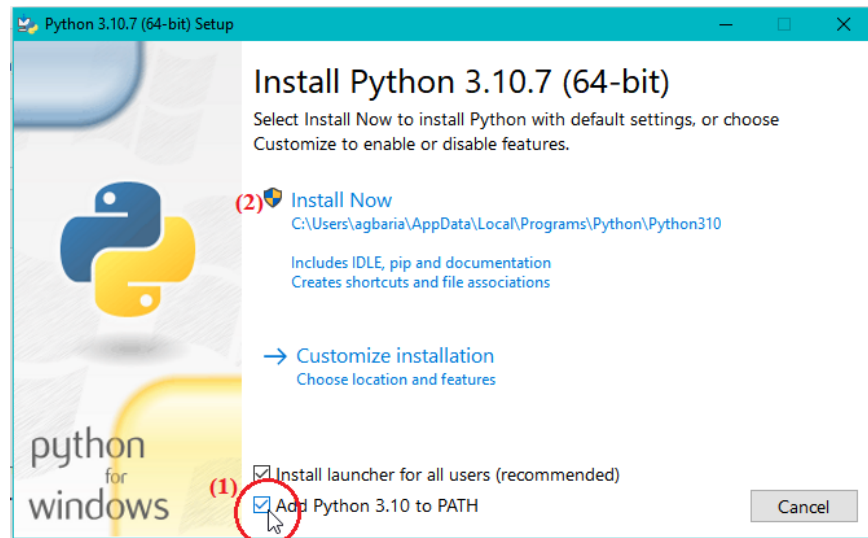 Python 3.10.7 (64-bit) Setup
Install Python 3.10.7 (64-bit)
Select Install Now to install Python with default settings, or choose
Customize to enable or disable features.
(2) Install Now
C:\Users\agbaria\AppData\Local\Programs\Python\Python310
Includes IDLE, pip and documentation
Creates shortcuts and file associations
→ Customize installation
Choose location and features
python
for
windows
Install launcher for all users (recommended)
(1) Add Python 3.10 to PATH
Cancel